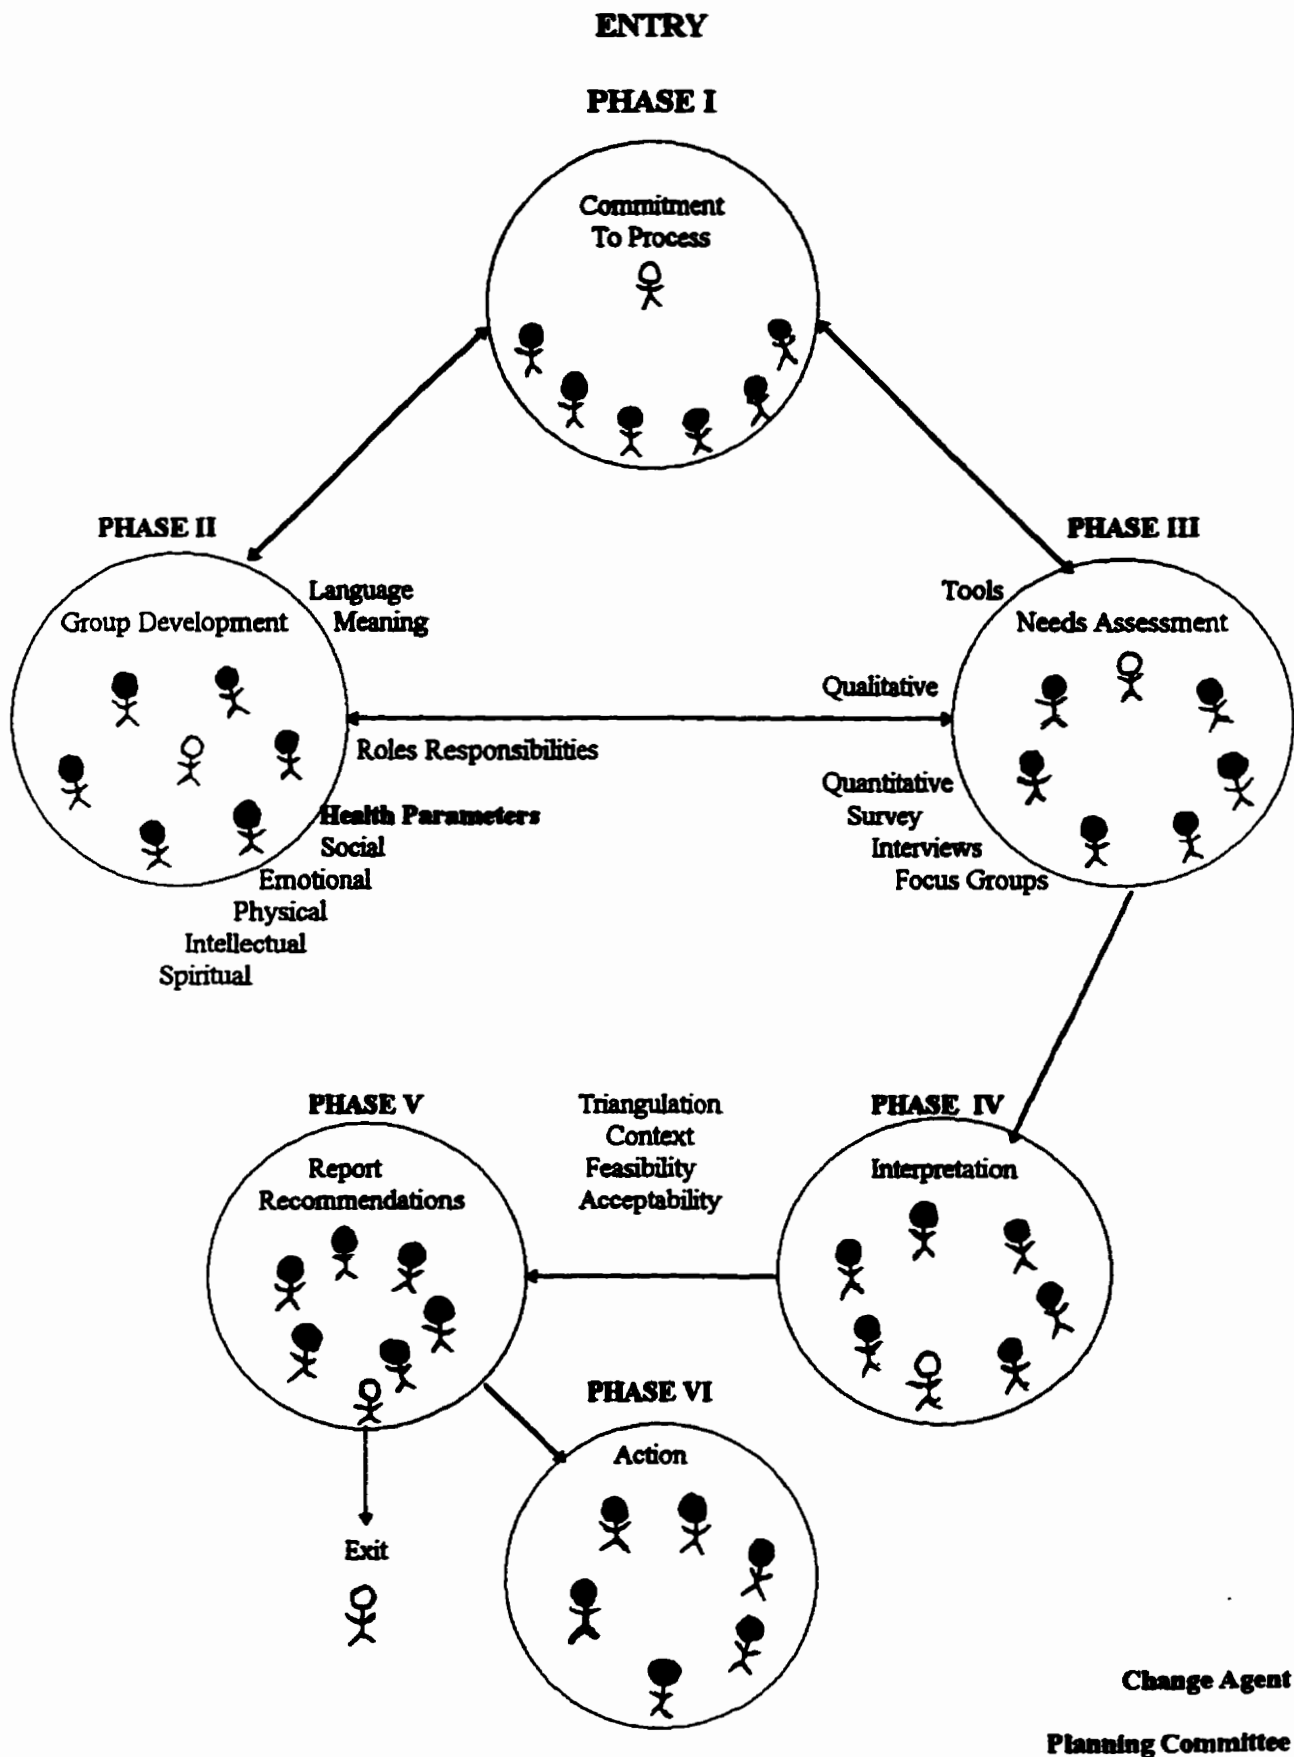 ENTRY
PHASE I
Commitment
To Process
PHASE II
Group Development
Language
Meaning
Roles Responsibilities
Health Parameters
Social
Emotional
Physical
Intellectual
Spiritual
PHASE III
Tools
Needs Assessment
Qualitative
Quantitative
Survey
Interviews
Focus Groups
PHASE IV
Interpretation
Triangulation
Context
Feasibility
Acceptability
PHASE V
Report
Recommendations
Exit
PHASE VI
Action
Change Agent
Planning Committee